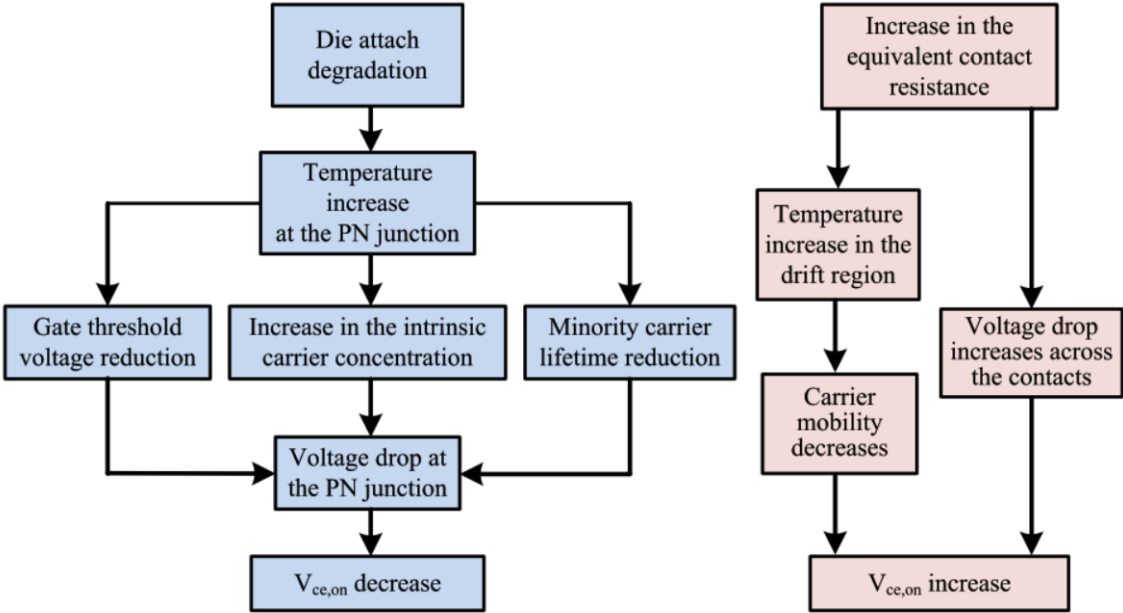 Die attach
degradation
Temperature
increase
at the PN junction
Gate threshold
voltage reduction
Increase in the intrinsic
carrier concentration
Minority carrier
lifetime reduction
Voltage drop at
the PN junction
V_ce,on decrease
Increase in the
equivalent contact
resistance
Temperature
increase in the
drift region
Carrier
mobility
decreases
Voltage drop
increases across
the contacts
V_ce,on increase